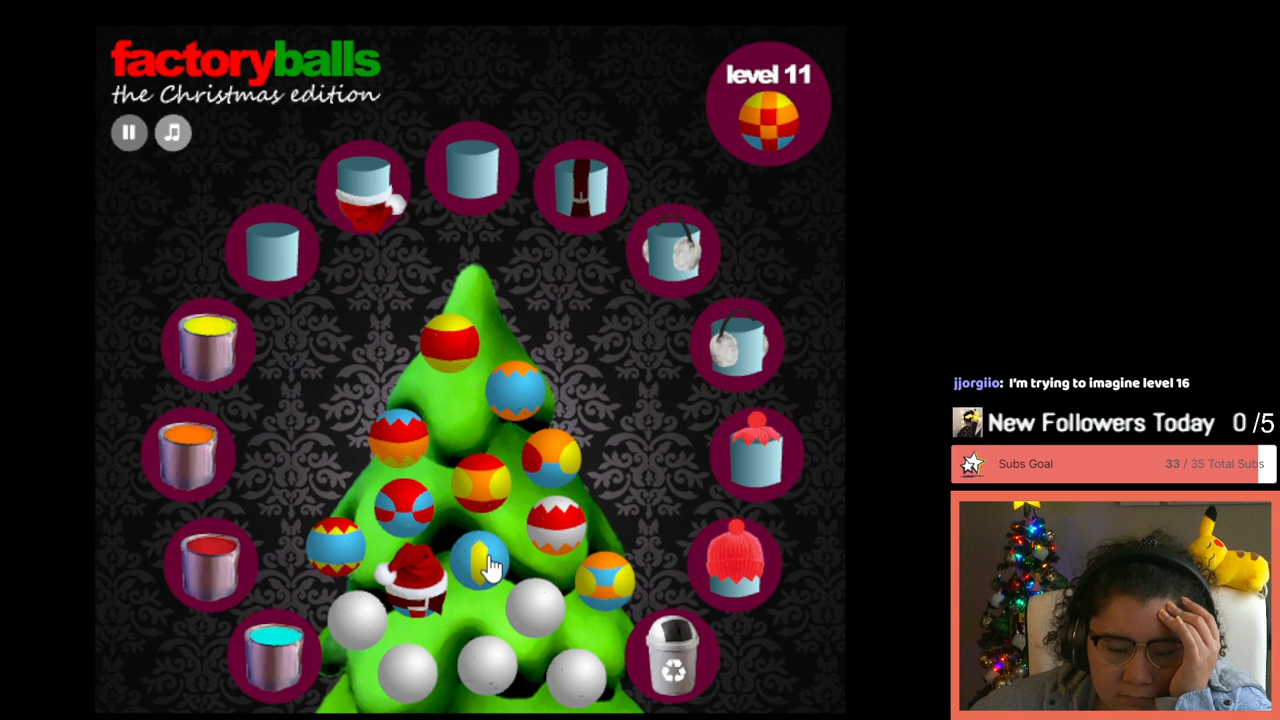 factoryballs
the Christmas edition
level 11
jjorgiio: I'm trying to imagine level 16
New Followers Today 0 /5
Subs Goal 33 / 35 Total Subs